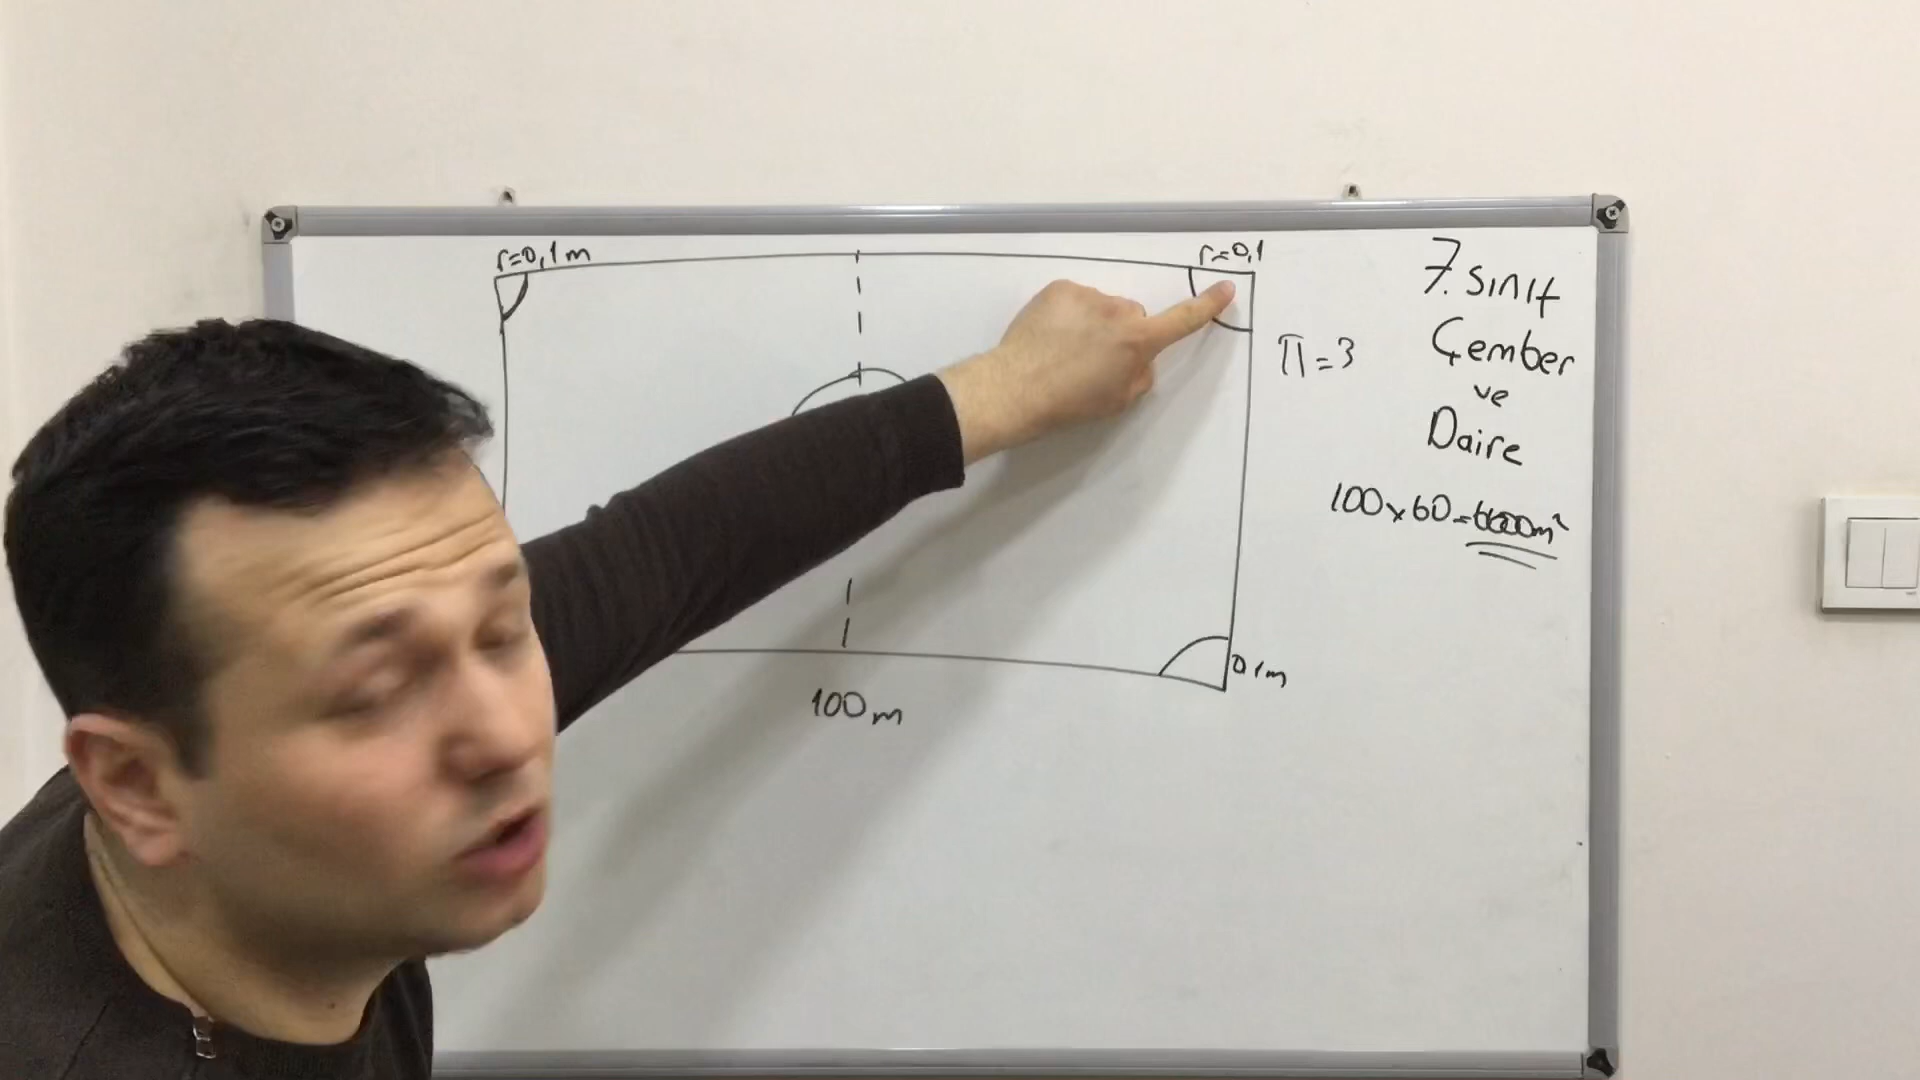 r=0,1m
r=0,1
7. sınıf
Çember
ve
Daire
π=3
100x60=6000m²
0,1m
100m